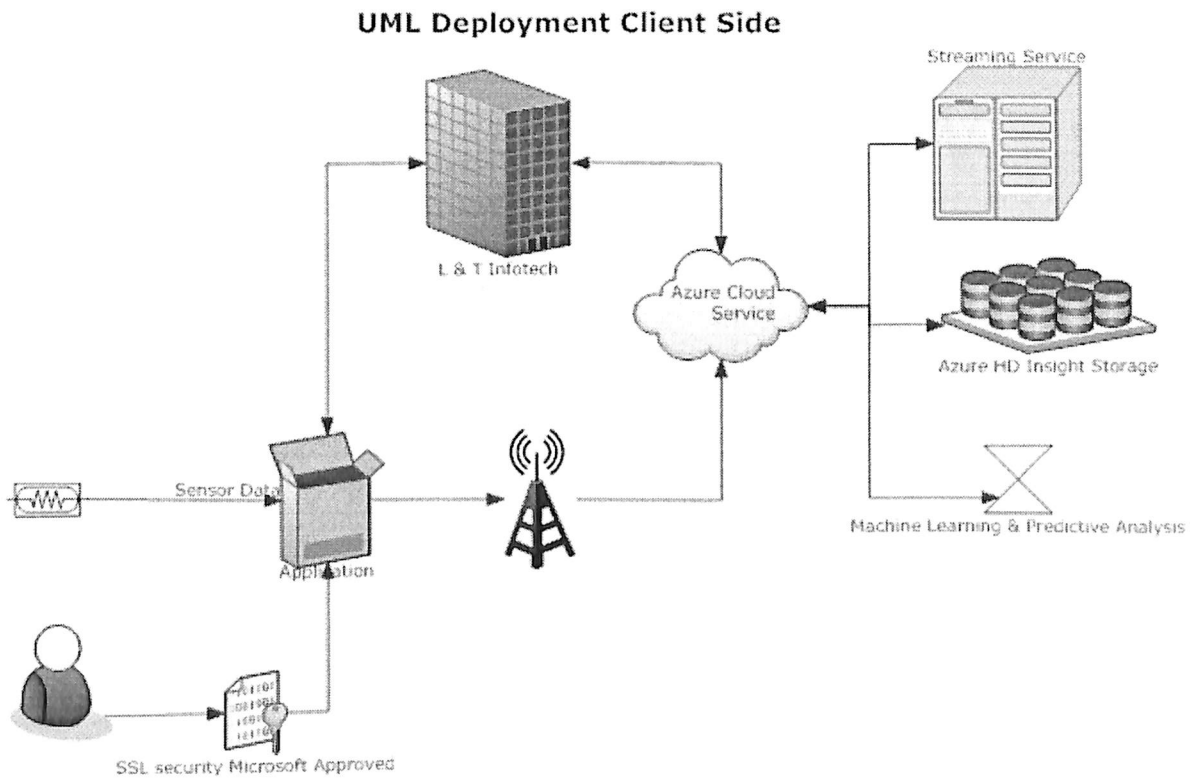 UML Deployment Client Side
Streaming Service
L & T Infotech
Azure Cloud
Service
Azure HD Insight Storage
Sensor Data
Machine Learning & Predictive Analysis
Application
SSL security Microsoft Approved